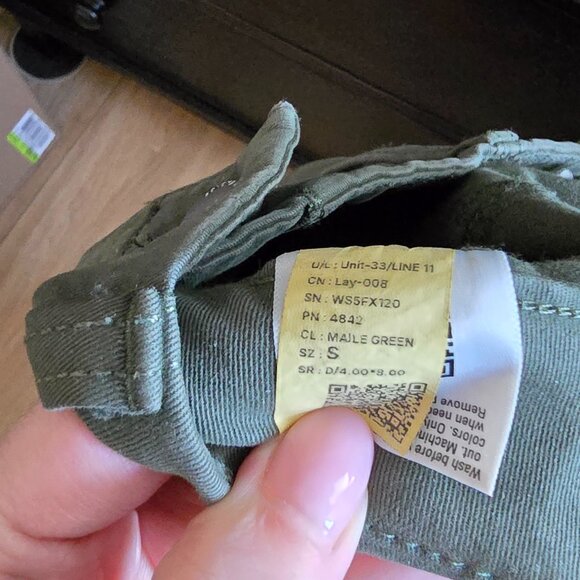 U/L : Unit-33/LINE 11
CN : Lay-008
SN : WS5FX120
PN : 4842
CL : MAJLE GREEN
SZ : S
SR : D/4.00*8.00
Wash before
out. Machin
colors. Only
when need
Remove